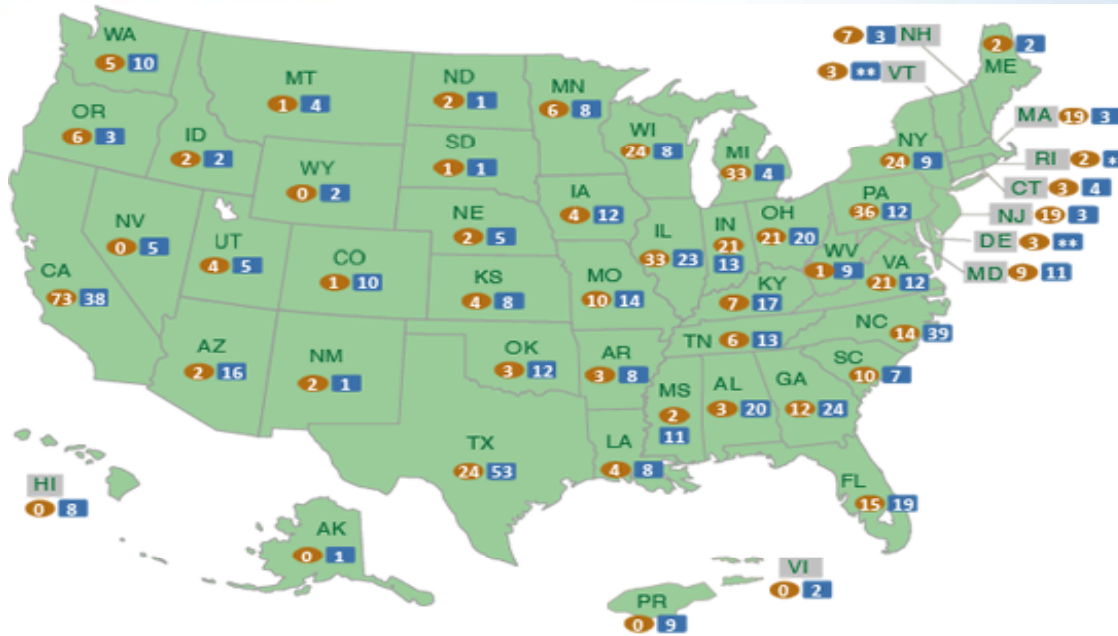 WA
5 10
OR
6 3
CA
73 38
NV
0 5
ID
2 2
MT
1 4
WY
0 2
UT
4 5
AZ
2 16
CO
1 10
NM
2 1
ND
2 1
SD
1 1
NE
2 5
KS
4 8
OK
3 12
TX
24 53
MN
6 8
IA
4 12
MO
10 14
AR
3 8
LA
4 8
WI
24 8
IL
33 23
MI
33 4
IN
21
13
OH
21 20
KY
7 17
TN 6 13
MS
2
11
AL
3 20
GA
12 24
FL
15 19
SC
10 7
NC
14 39
VA
21 12
WV
1 9
PA
36 12
NY
24 9
7 3 NH
3 ** VT
2 2
ME
MA 19 3
RI 2 *
CT 3 4
NJ 19 3
DE 3 **
MD 9 11
HI
0 8
AK
0 1
PR
0 9
VI
0 2